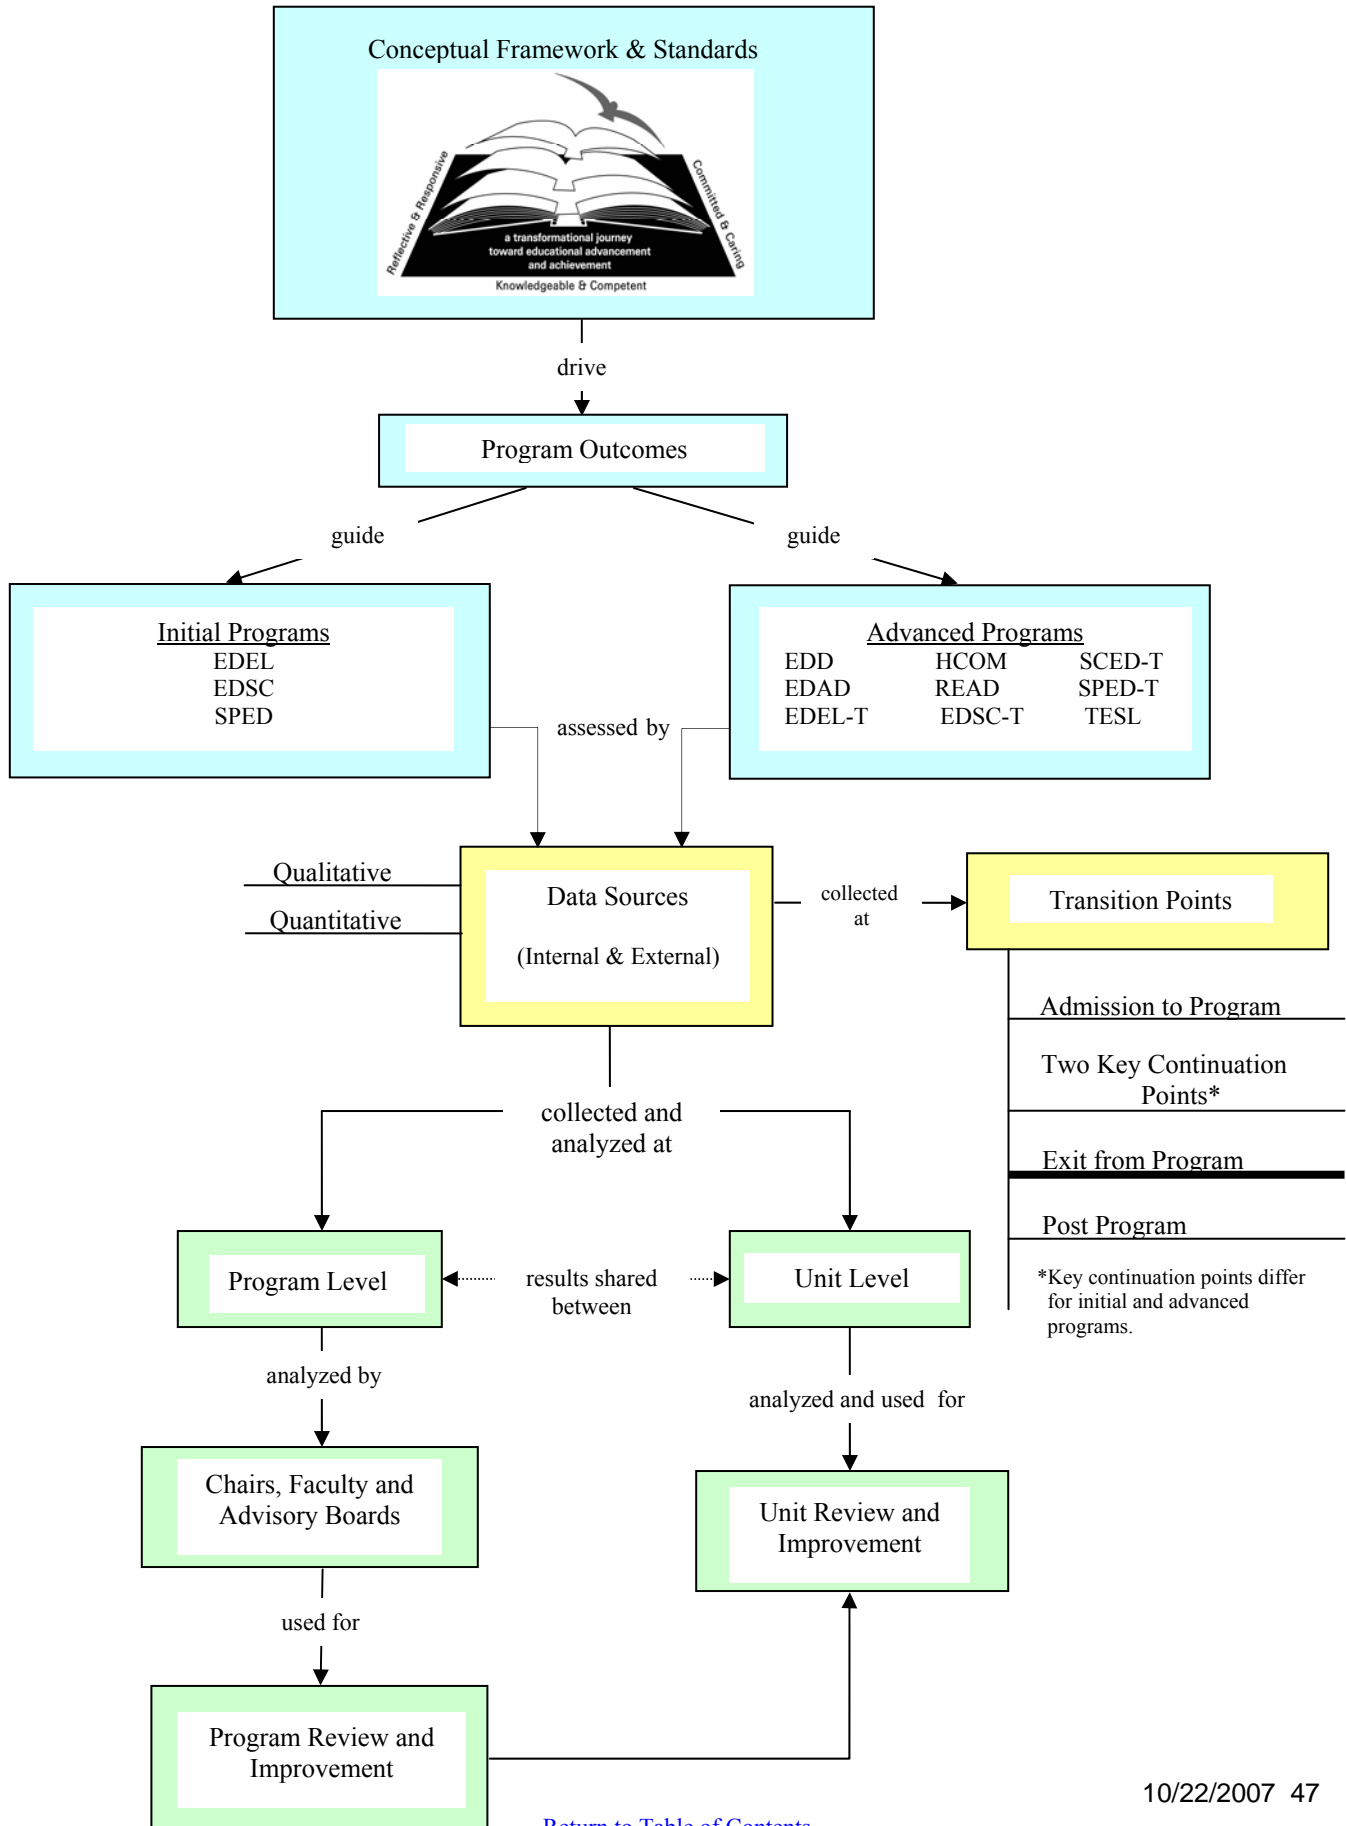 Conceptual Framework & Standards
Reflective & Responsive
Committed & Caring
a transformational journey
toward educational advancement
and achievement
Knowledgeable & Competent
drive
Program Outcomes
guide
guide
Initial Programs
EDEL
EDSC
SPED
Advanced Programs
EDD HCOM SCED-T
EDAD READ SPED-T
EDEL-T EDSC-T TESL
assessed by
Qualitative
Quantitative
Data Sources
(Internal & External)
collected
at
Transition Points
Admission to Program
Two Key Continuation
Points*
Exit from Program
Post Program
*Key continuation points differ
for initial and advanced
programs.
collected and
analyzed at
Program Level
results shared
between
Unit Level
analyzed by
analyzed and used for
Chairs, Faculty and
Advisory Boards
Unit Review and
Improvement
used for
Program Review and
Improvement
10/22/2007 47
Return to Table of Contents